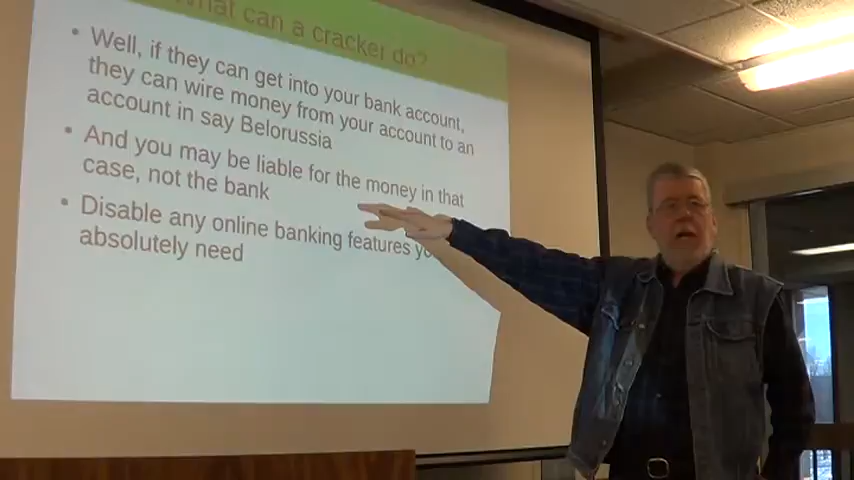 What can a cracker do?
• Well, if they can get into your bank account,
they can wire money from your account to an
account in say Belorussia
• And you may be liable for the money in that
case, not the bank
• Disable any online banking features
absolutely need